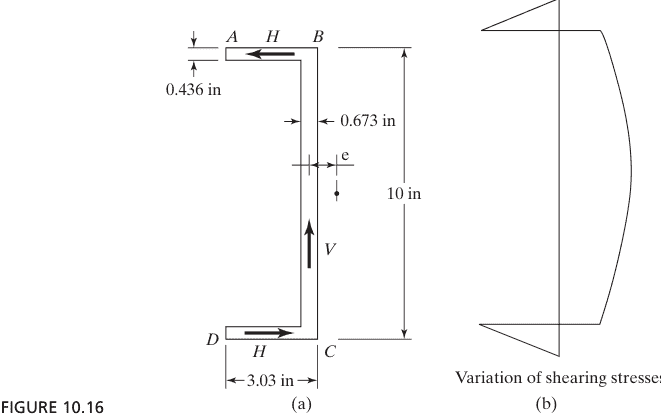 A H B
0.436 in
0.673 in
e
10 in
V
D H C
3.03 in
Variation of shearing stresses
FIGURE 10.16 (a) (b)